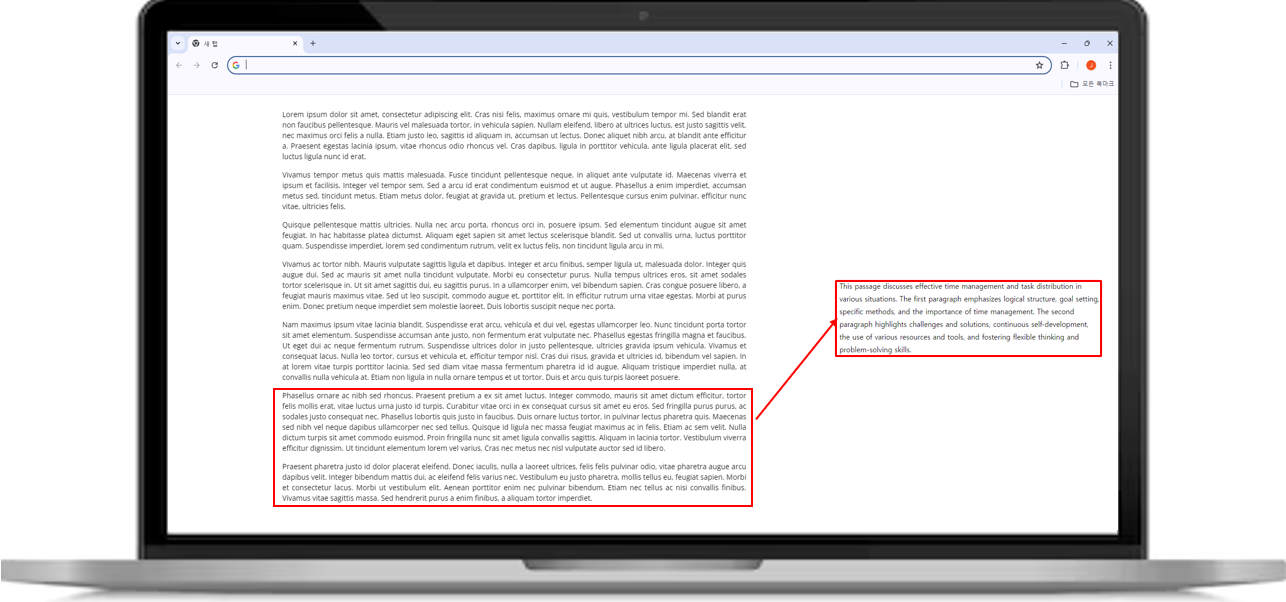 새 탭
모든 북마크
Lorem ipsum dolor sit amet, consectetur adipiscing elit. Cras nisi felis, maximus ornare mi quis, vestibulum tempor mi. Sed blandit erat
non faucibus pellentesque. Mauris vel malesuada tortor, in vehicula sapien. Nullam eleifend, libero at ultrices luctus, est justo sagittis velit,
nec maximus orci felis a nulla. Etiam justo leo, sagittis id aliquam in, accumsan ut lectus. Donec aliquet nibh arcu, at blandit ante efficitur
a. Praesent egestas lacinia ipsum, vitae rhoncus odio rhoncus vel. Cras dapibus, ligula in porttitor vehicula, ante ligula placerat elit, sed
luctus ligula nunc id erat.
Vivamus tempor metus quis mattis malesuada. Fusce tincidunt pellentesque neque, in aliquet ante vulputate id. Maecenas viverra et
ipsum et facilisis. Integer vel tempor sem. Sed a arcu id erat condimentum euismod et ut augue. Phasellus a enim imperdiet, accumsan
metus sed, tincidunt metus. Etiam metus dolor, feugiat at gravida ut, pretium et lectus. Pellentesque cursus enim pulvinar, efficitur nunc
vitae, ultricies felis.
Quisque pellentesque mattis ultricies. Nulla nec arcu porta, rhoncus orci in, posuere ipsum. Sed elementum tincidunt augue sit amet
feugiat. In hac habitasse platea dictumst. Aliquam eget sapien sit amet lectus scelerisque blandit. Sed ut convallis urna, luctus porttitor
quam. Suspendisse imperdiet, lorem sed condimentum rutrum, velit ex luctus felis, non tincidunt ligula arcu in mi.
Vivamus ac tortor nibh. Mauris vulputate sagittis ligula et dapibus. Integer et arcu finibus, semper ligula ut, malesuada dolor. Integer quis
augue dui. Sed ac mauris sit amet nulla tincidunt vulputate. Morbi eu consectetur purus. Nulla tempus ultrices eros, sit amet sodales
tortor scelerisque in. Ut sit amet sagittis dui, eu sagittis purus. In a ullamcorper enim, vel bibendum sapien. Cras congue posuere libero, a
feugiat mauris maximus vitae. Sed ut leo suscipit, commodo augue et, porttitor elit. In efficitur rutrum urna vitae egestas. Morbi at purus
enim. Donec pretium neque imperdiet sem molestie laoreet. Duis lobortis suscipit neque nec porta.
Nam maximus ipsum vitae lacinia blandit. Suspendisse erat arcu, vehicula et dui vel, egestas ullamcorper leo. Nunc tincidunt porta tortor
sit amet elementum. Suspendisse accumsan ante justo, non fermentum erat vulputate nec. Phasellus egestas fringilla magna et faucibus.
Ut eget dui ac neque fermentum rutrum. Suspendisse ultrices dolor in justo pellentesque, ultricies gravida ipsum vehicula. Vivamus et
consequat lacus. Nulla leo tortor, cursus et vehicula et, efficitur tempor nisl. Cras dui risus, gravida et ultricies id, bibendum vel sapien. In
at lorem vitae turpis porttitor lacinia. Sed sed diam vitae massa fermentum pharetra id id augue. Aliquam tristique imperdiet nulla, at
convallis nulla vehicula at. Etiam non ligula in nulla ornare tempus et ut tortor. Duis et arcu quis turpis laoreet posuere.
Phasellus ornare ac nibh sed rhoncus. Praesent pretium a ex sit amet luctus. Integer commodo, mauris sit amet dictum efficitur, tortor
felis mollis erat, vitae luctus urna justo id turpis. Curabitur vitae orci in ex consequat cursus sit amet eu eros. Sed fringilla purus purus, ac
sodales justo consequat nec. Phasellus lobortis quis justo in faucibus. Duis ornare luctus tortor, in pulvinar lectus pharetra quis. Maecenas
sed nibh vel neque dapibus ullamcorper nec sed tellus. Quisque id ligula nec massa feugiat maximus ac in felis. Etiam ac sem velit. Nulla
dictum turpis sit amet commodo euismod. Proin fringilla nunc sit amet ligula convallis sagittis. Aliquam in lacinia tortor. Vestibulum viverra
efficitur dignissim. Ut tincidunt elementum lorem vel varius. Cras nec metus nec nisl vulputate auctor sed id libero.
Praesent pharetra justo id dolor placerat eleifend. Donec iaculis, nulla a laoreet ultrices, felis felis pulvinar odio, vitae pharetra augue arcu
dapibus velit. Integer bibendum mattis dui, ac eleifend felis varius nec. Vestibulum eu justo pharetra, mollis tellus eu, feugiat sapien. Morbi
et consectetur lacus. Morbi ut vestibulum elit. Aenean porttitor enim nec pulvinar bibendum. Etiam nec tellus ac nisi convallis finibus.
Vivamus vitae sagittis massa. Sed hendrerit purus a enim finibus, a aliquam tortor imperdiet.
This passage discusses effective time management and task distribution in
various situations. The first paragraph emphasizes logical structure, goal setting,
specific methods, and the importance of time management. The second
paragraph highlights challenges and solutions, continuous self-development,
the use of various resources and tools, and fostering flexible thinking and
problem-solving skills.